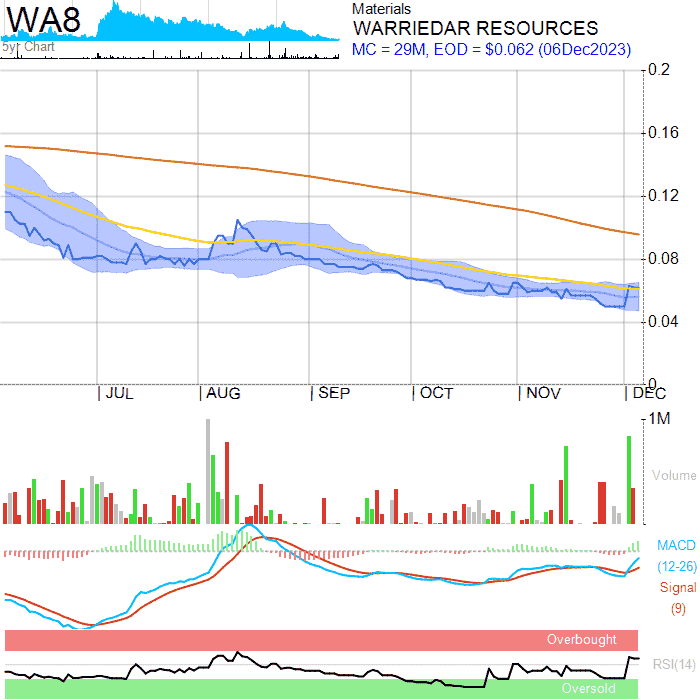 WA8
5yr Chart
Materials
WARRIEDAR RESOURCES
MC = 29M, EOD = $0.062 (06Dec2023)
0.2
0.16
0.12
0.08
0.04
0
JUL AUG SEP OCT NOV DEC
1M
Volume
MACD
(12-26)
Signal
(9)
Overbought
RSI(14)
Oversold